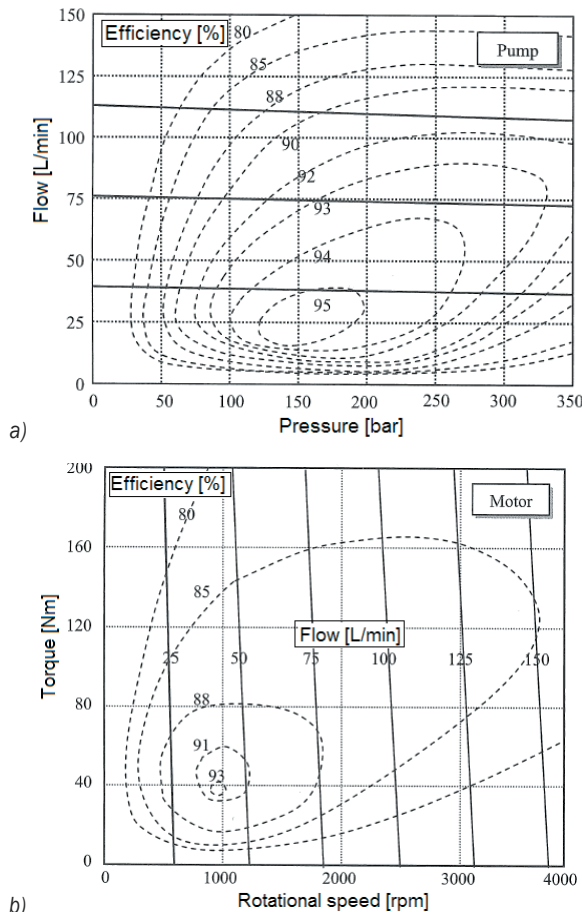 150
Efficiency [%]
80
Pump
125
85
100
88
90
Flow [L/min]
75
92
93
50
94
25
95
0
0 50 100 150 200 250 300 350
Pressure [bar]
a)
200
Efficiency [%]
80
Motor
160
85
Torque [Nm]
120
Flow [L/min]
25 50 75 100 125 150
80
88
91
40
93
0
1000 2000 3000 4000
Rotational speed [rpm]
b)